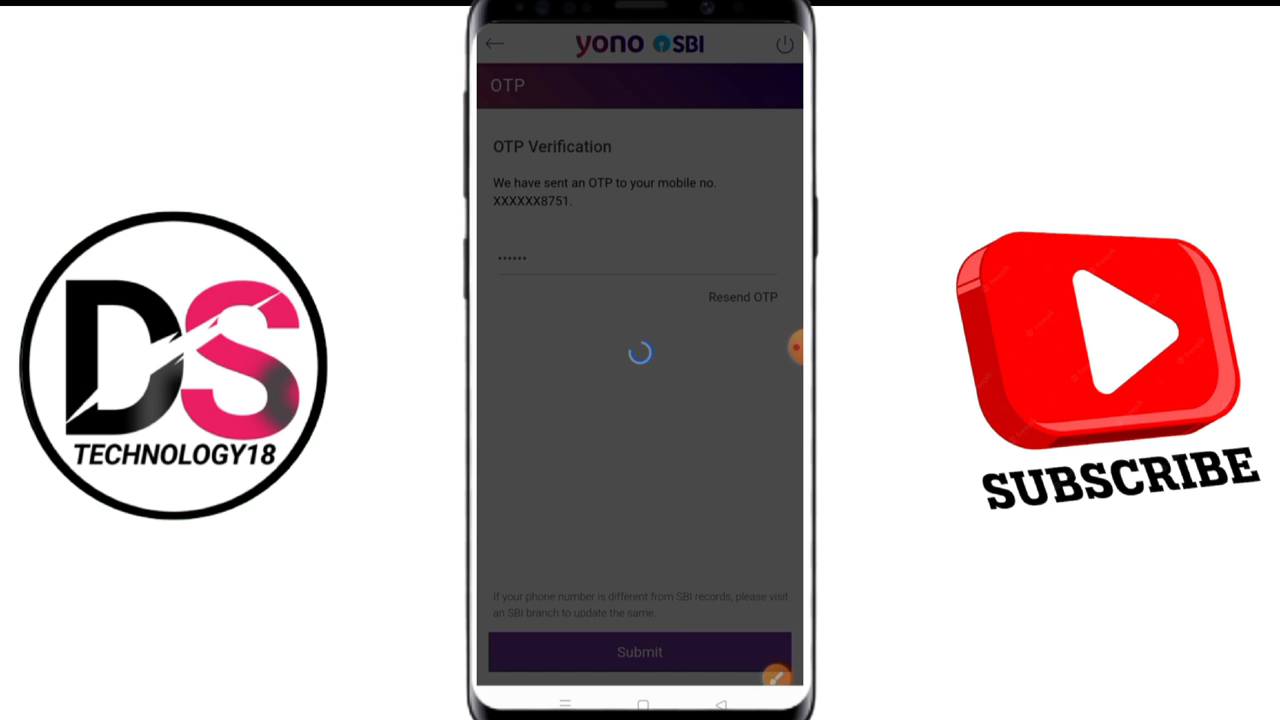 yono SBI
OTP
OTP Verification
We have sent an OTP to your mobile no.
XXXXXX8751.
••••••
Resend OTP
If your phone number is different from SBI records, please visit
an SBI branch to update the same.
Submit
DS
TECHNOLOGY18
SUBSCRIBE